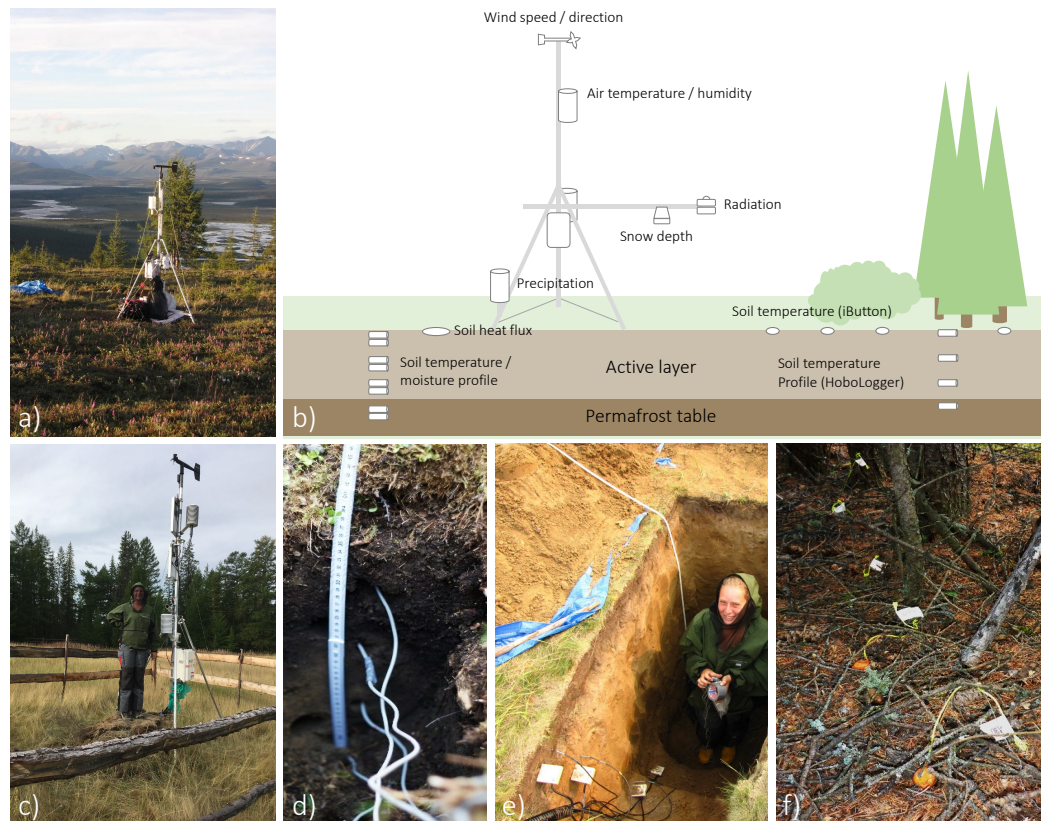 Wind speed / direction
Air temperature / humidity
Radiation
Snow depth
Precipitation
Soil temperature (iButton)
Soil heat flux
Soil temperature /
moisture profile
Active layer
Soil temperature
Profile (HoboLogger)
Permafrost table
a)
b)
c)
d)
e)
f)